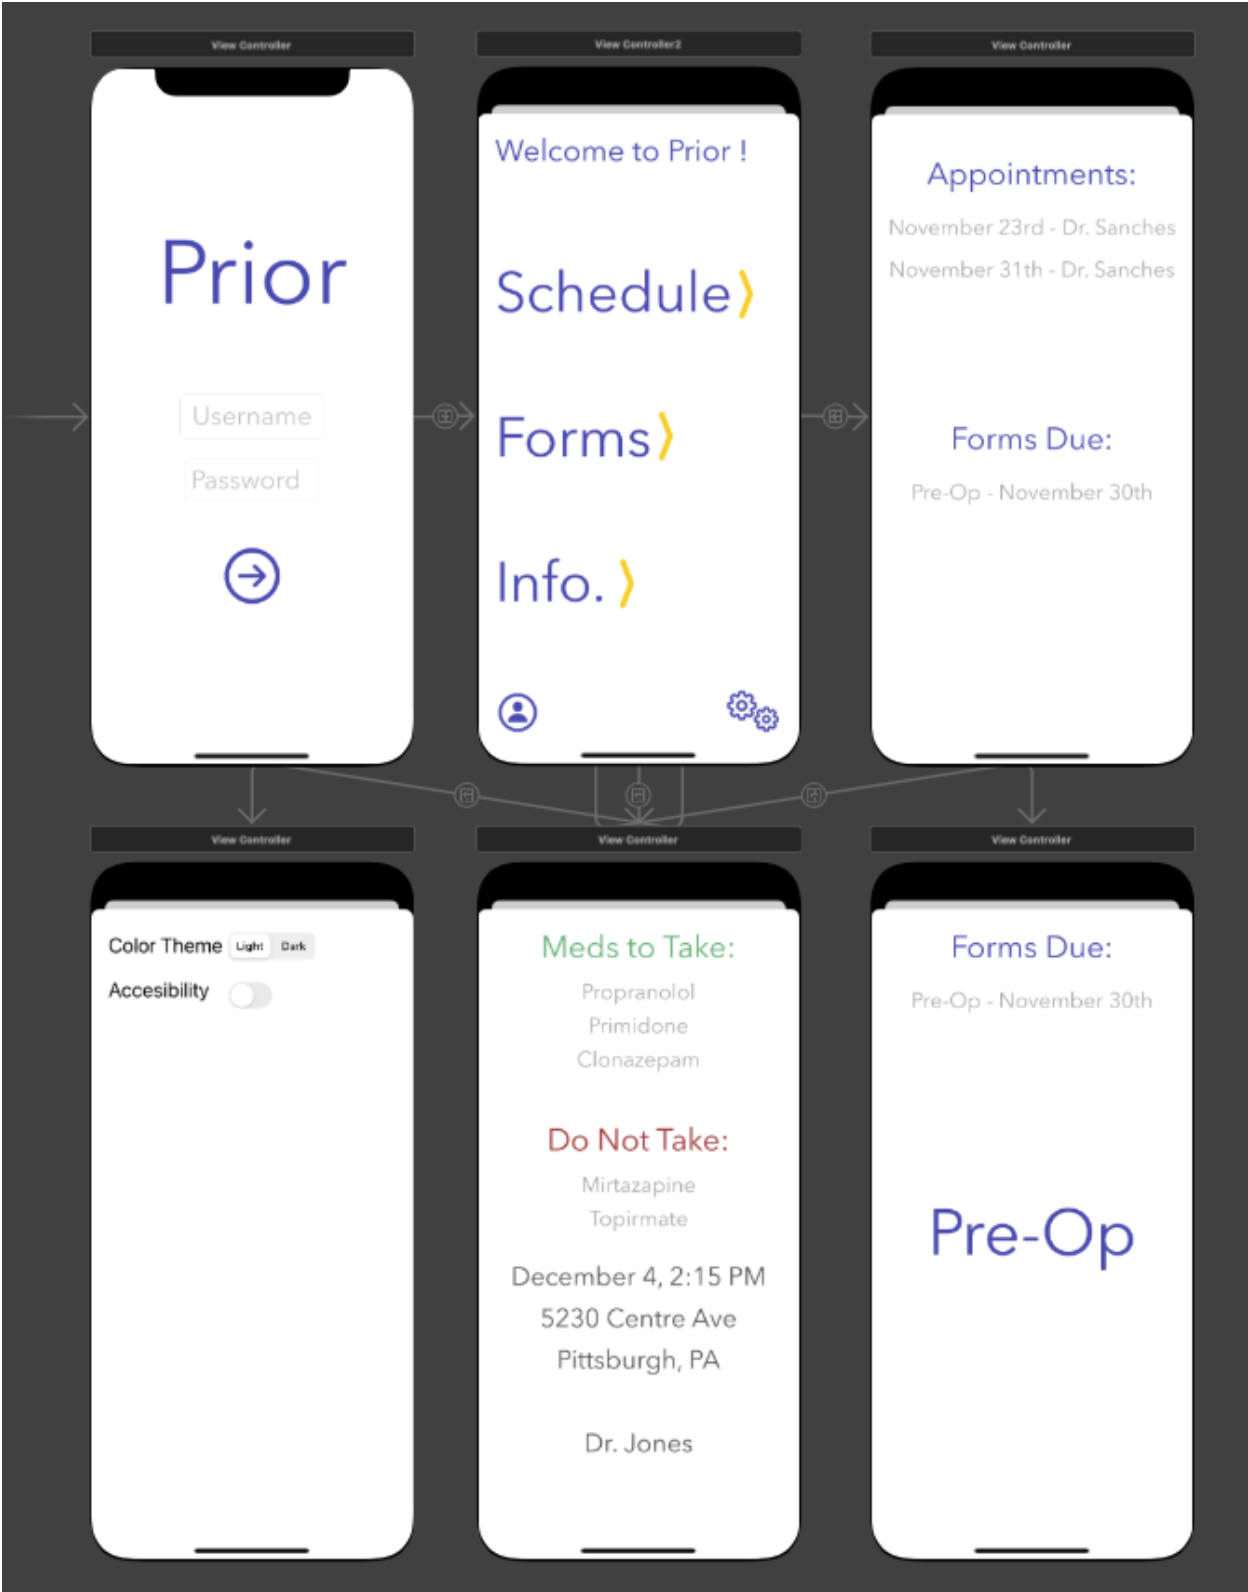 View Controller
Prior
Username
Password
View Controller2
Welcome to Prior !
Schedule
Forms
Info.
View Controller
Appointments:
November 23rd - Dr. Sanches
November 31th - Dr. Sanches
Forms Due:
Pre-Op - November 30th
View Controller
Color Theme Light Dark
Accesibility
View Controller
Meds to Take:
Propranolol
Primidone
Clonazepam
Do Not Take:
Mirtazapine
Topirmate
December 4, 2:15 PM
5230 Centre Ave
Pittsburgh, PA
Dr. Jones
View Controller
Forms Due:
Pre-Op - November 30th
Pre-Op